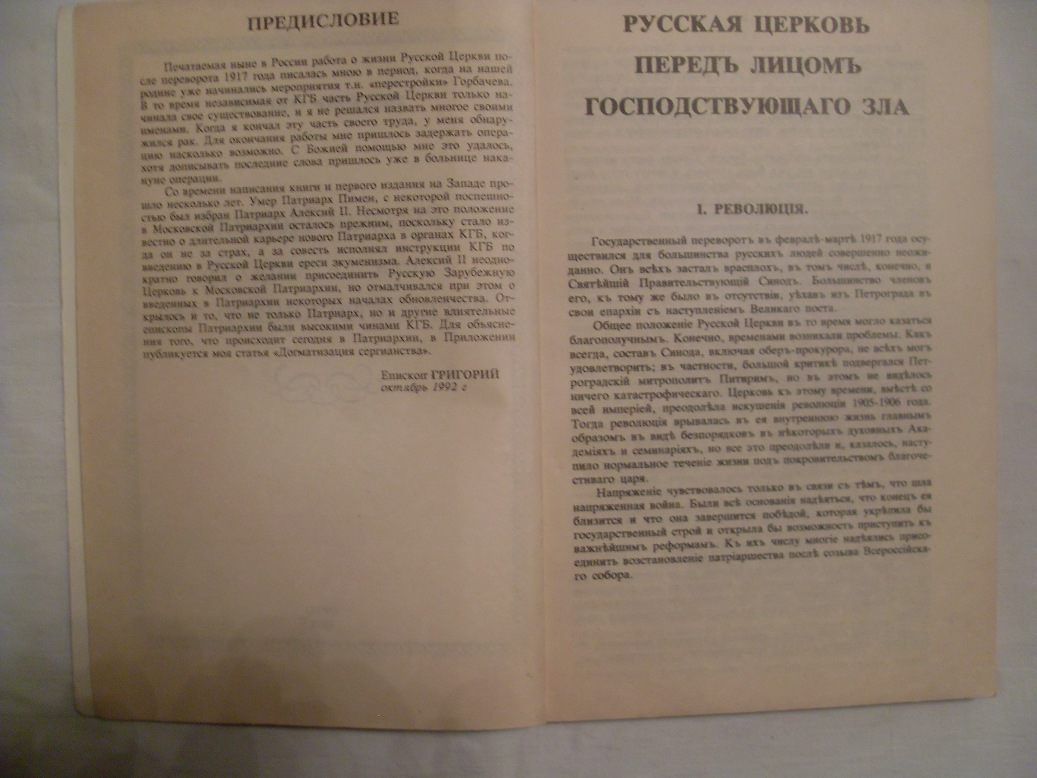 ПРЕДИСЛОВИЕ
Печатаемая ныне в России работа о жизни Русской Церкви по-
сле переворота 1917 года писалась мною в период, когда на нашей
родине уже начинались мероприятия т.н. «перестройки» Горбачева.
В то время независимая от КГБ часть Русской Церкви только на-
чинала свое существование, и я не решался назвать многое своими
именами. Когда я кончал эту часть своего труда, у меня обнару-
жился рак. Для окончания работы мне пришлось задержать опера-
цию насколько возможно. С Божией помощью мне это удалось,
хотя дописывать последние слова пришлось уже в больнице нака-
нуне операции.
Со времени написания книги и первого издания на Западе про-
шло несколько лет. Умер Патриарх Пимен, с некоторой поспешно-
стью был избран Патриарх Алексий II. Несмотря на это положение
в Московской Патриархии осталось прежним, поскольку стало из-
вестно о длительной карьере нового Патриарха в органах КГБ, ког-
да он не за страх, а за совесть исполнял инструкции КГБ по
введению в Русской Церкви ереси экуменизма. Алексий II неодно-
кратно говорил о желании присоединить Русскую Зарубежную
Церковь к Московской Патриархии, но отмалчивался при этом о
введенных в Патриархии некоторых началах обновленчества. От-
крылось и то, что не только Патриарх, но и другие влиятельные
епископы Патриархии были высокими чинами КГБ. Для объясне-
ния того, что происходит сегодня в Патриархии, в Приложении
публикуется моя статья «Догматизация сергианства».
Епископ ГРИГОРИЙ
октябрь 1992 г
РУССКАЯ ЦЕРКОВЬ
ПЕРЕДЪ ЛИЦОМЪ
ГОСПОДСТВУЮЩАГО ЗЛА
I. РЕВОЛЮЦІЯ.
Государственный переворотъ въ февралѣ-мартѣ 1917 года осу-
ществился для большинства русскихъ людей совершенно неожи-
данно. Онъ всѣхъ засталъ врасплохъ, въ томъ числѣ, конечно, и
Святѣйшій Правительствующій Синодъ. Большинство членовъ
его, къ тому же было въ отсутствіи, уѣхавъ изъ Петрограда въ
свои епархіи съ наступленіемъ Великаго поста.
Общее положеніе Русской Церкви въ то время могло казаться
благополучнымъ. Конечно, временами возникали проблемы. Какъ
всегда, составъ Синода, включая оберъ-прокурора, не всѣхъ могъ
удовлетворить; въ частности, большой критикѣ подвергался Пет-
роградскій митрополитъ Питиримъ, но въ этомъ не видѣлось
ничего катастрофическаго. Церковь къ этому времени, вмѣстѣ со
всей имперіей, преодолѣла искушенія революціи 1905-1906 года.
Тогда революція врывалась въ ея внутреннюю жизнь главнымъ
образомъ въ видѣ безпорядковъ въ нѣкоторыхъ духовныхъ Ака-
деміяхъ и семинаріяхъ, но все это преодолѣли и, казалось, насту-
пило нормальное теченіе жизни подъ покровительствомъ благоче-
стиваго царя.
Напряженіе чувствовалось только въ связи съ тѣмъ, что шла
напряженная война. Были всѣ основанія надѣяться, что конецъ ея
близится и что она завершится побѣдой, которая укрѣпила бы
государственный строй и открыла бы возможность приступить къ
важнѣйшимъ реформамъ. Къ ихъ числу многіе надѣялись присо-
единить возстановленіе патріаршества послѣ созыва Всероссійска-
го собора.